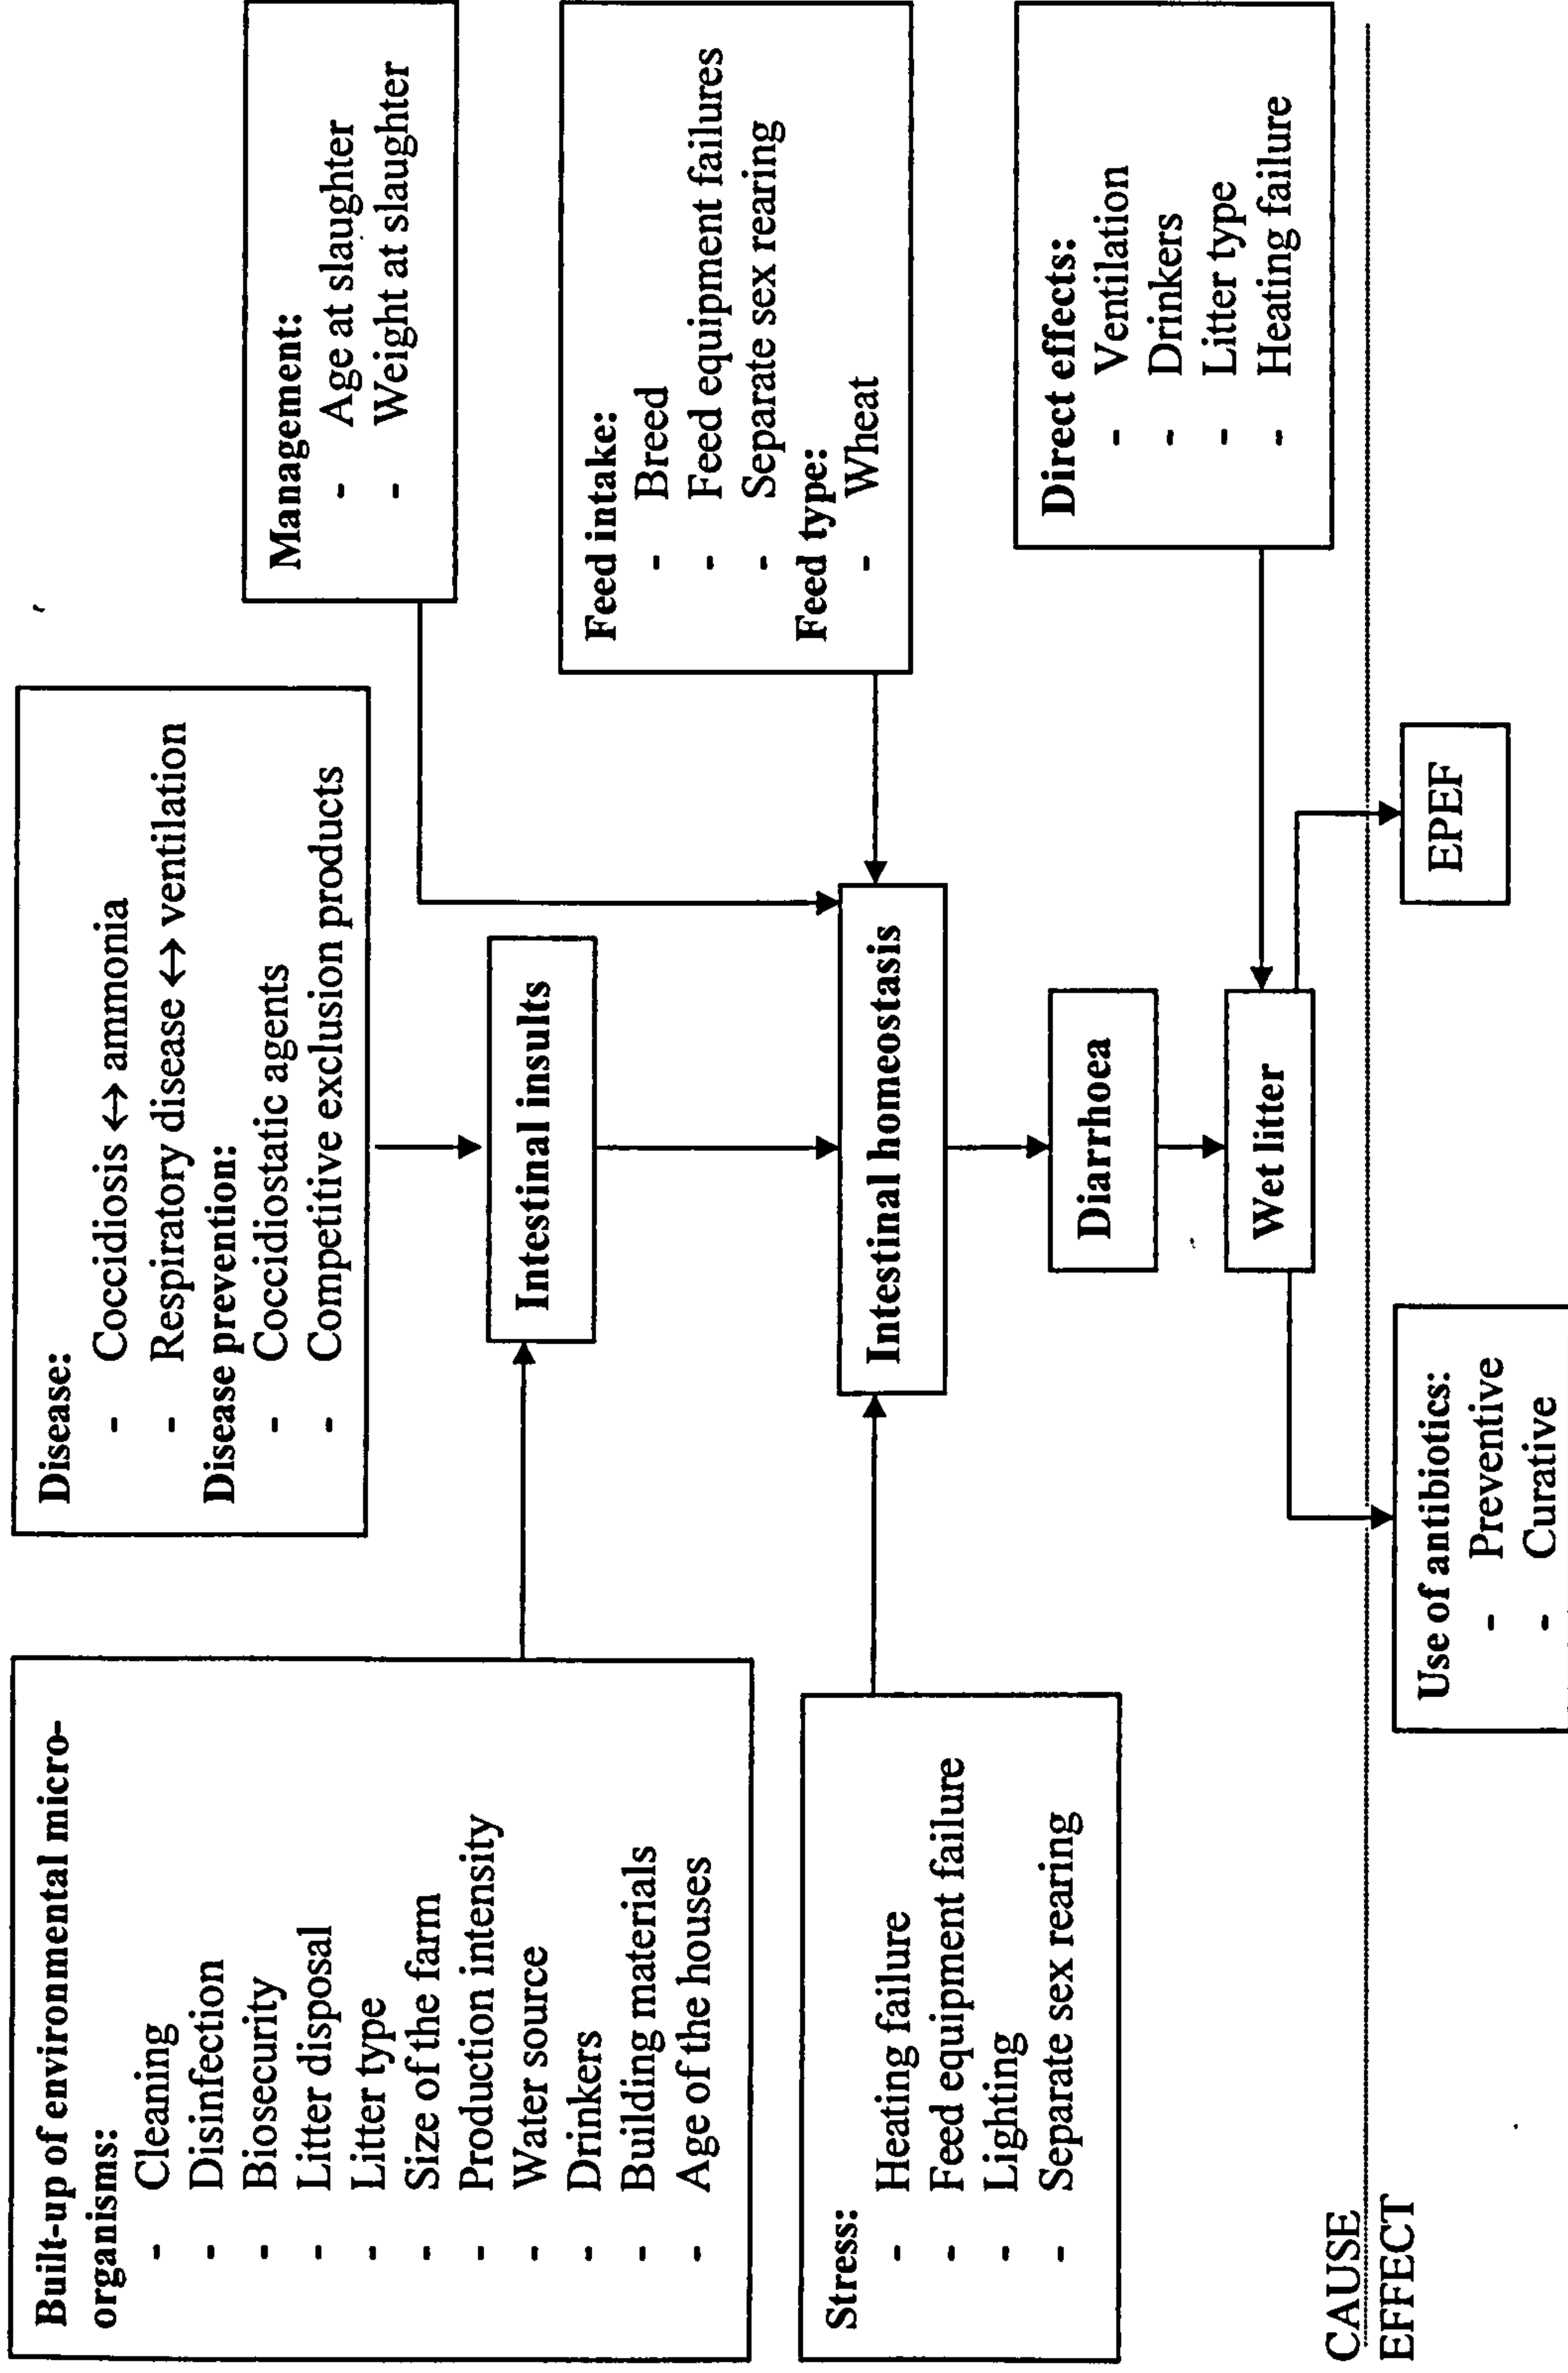 Built-up of environmental micro-
organisms:
- Cleaning
- Disinfection
- Biosecurity
- Litter disposal
- Litter type
- Size of the farm
- Production intensity
- Water source
- Drinkers
- Building materials
- Age of the houses
Disease:
- Coccidiosis ↔ ammonia
- Respiratory disease ↔ ventilation
Disease prevention:
- Coccidiostatic agents
- Competitive exclusion products
Management:
- Age at slaughter
- Weight at slaughter
Intestinal insults
Feed intake:
- Breed
- Feed equipment failures
- Separate sex rearing
Feed type:
- Wheat
Stress:
- Heating failure
- Feed equipment failure
- Lighting
- Separate sex rearing
Intestinal homeostasis
Diarrhoea
Direct effects:
- Ventilation
- Drinkers
- Litter type
- Heating failure
Wet litter
CAUSE
EFFECT
Use of antibiotics:
- Preventive
- Curative
EPEF